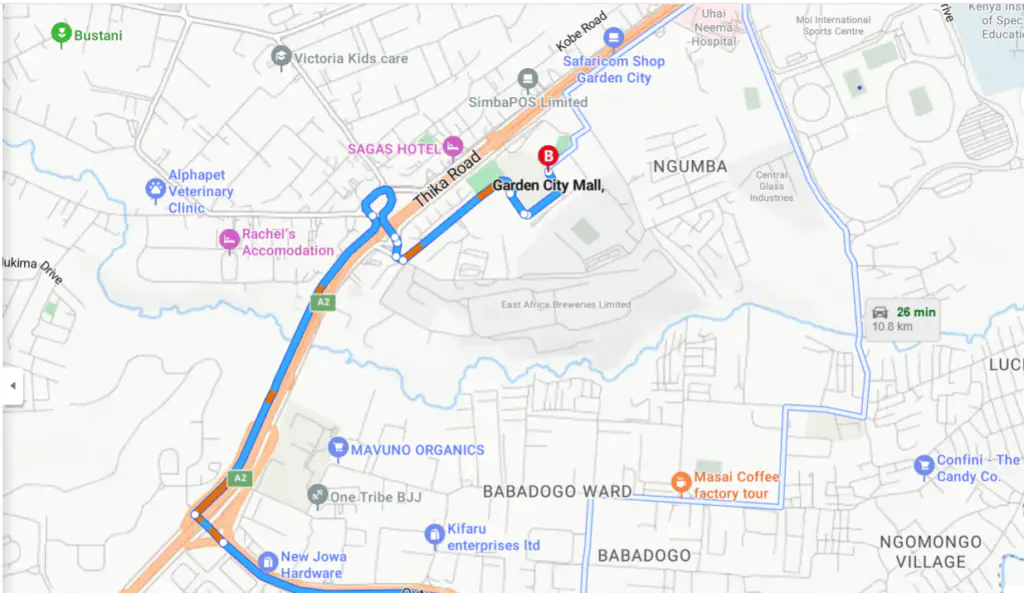 Bustani
Victoria Kids care
Kobe Road
Uhai
Neema
Hospital
Moi International
Sports Centre
Kenya Inst
of Spec
Educatio
Safaricom Shop
Garden City
SimbaPOS Limited
SAGAS HOTEL
Thika Road
B
Garden City Mall,
NGUMBA
Central
Glass
Industries
Alphapet
Veterinary
Clinic
Rachel's
Accomodation
ukima Drive
A2
East Africa Breweries Limited
26 min
10.8 km
LUC
MAVUNO ORGANICS
A2
One Tribe BJJ
BABADOGO WARD
Masai Coffee
factory tour
Confini - The
Candy Co.
Kifaru
enterprises ltd
BABADOGO
NGOMONGO
VILLAGE
New Jowa
Hardware